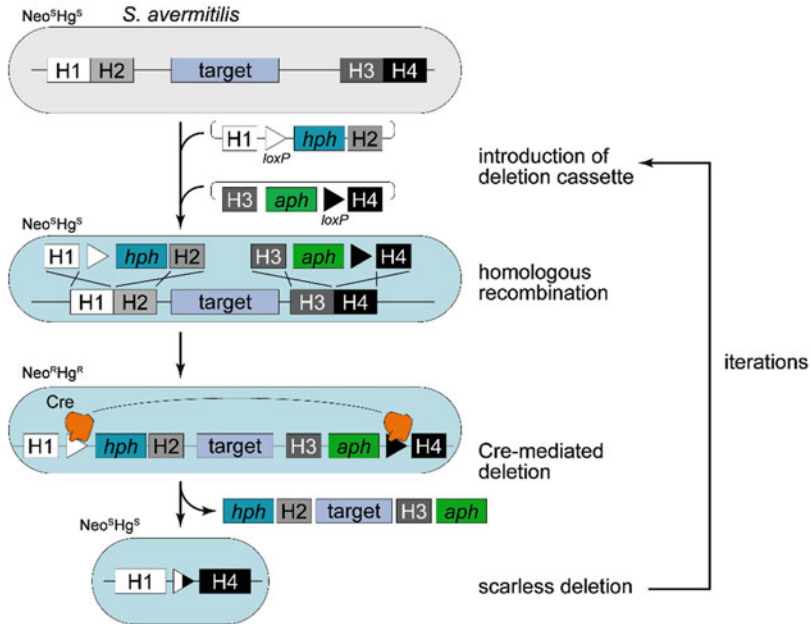 NeoSHgS
S. avermitilis
H1 H2 target H3 H4
H1 hph H2
loxP
introduction of
deletion cassette
H3 aph H4
loxP
NeoSHgS
H1 hph H2 H3 aph H4
homologous
recombination
H1 H2 target H3 H4
iterations
NeoRHgR
Cre
H1 hph H2 target H3 aph H4
Cre-mediated
deletion
hph H2 target H3 aph
NeoSHgS
H1 H4
scarless deletion